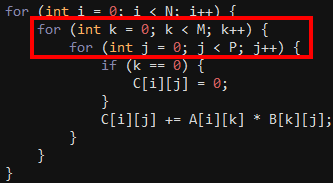 for (int i = 0; i < N; i++) {
for (int k = 0; k < M; k++) {
for (int j = 0; j < P; j++) {
if (k == 0) {
C[i][j] = 0;
}
C[i][j] += A[i][k] * B[k][j];
}
}
}